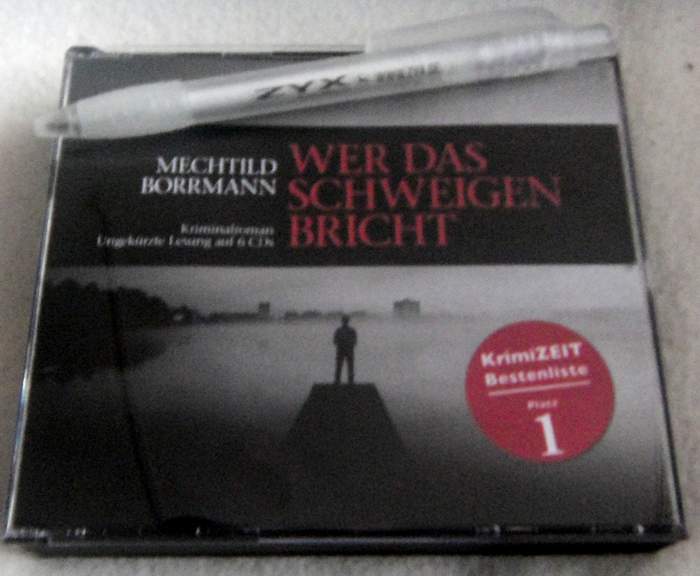 ZYX
MECHTILD
BORRMANN
WER DAS
SCHWEIGEN
BRICHT
Kriminalroman
Ungekürzte Lesung auf 6 CDs
KrimiZEIT
Bestenliste
Platz
1